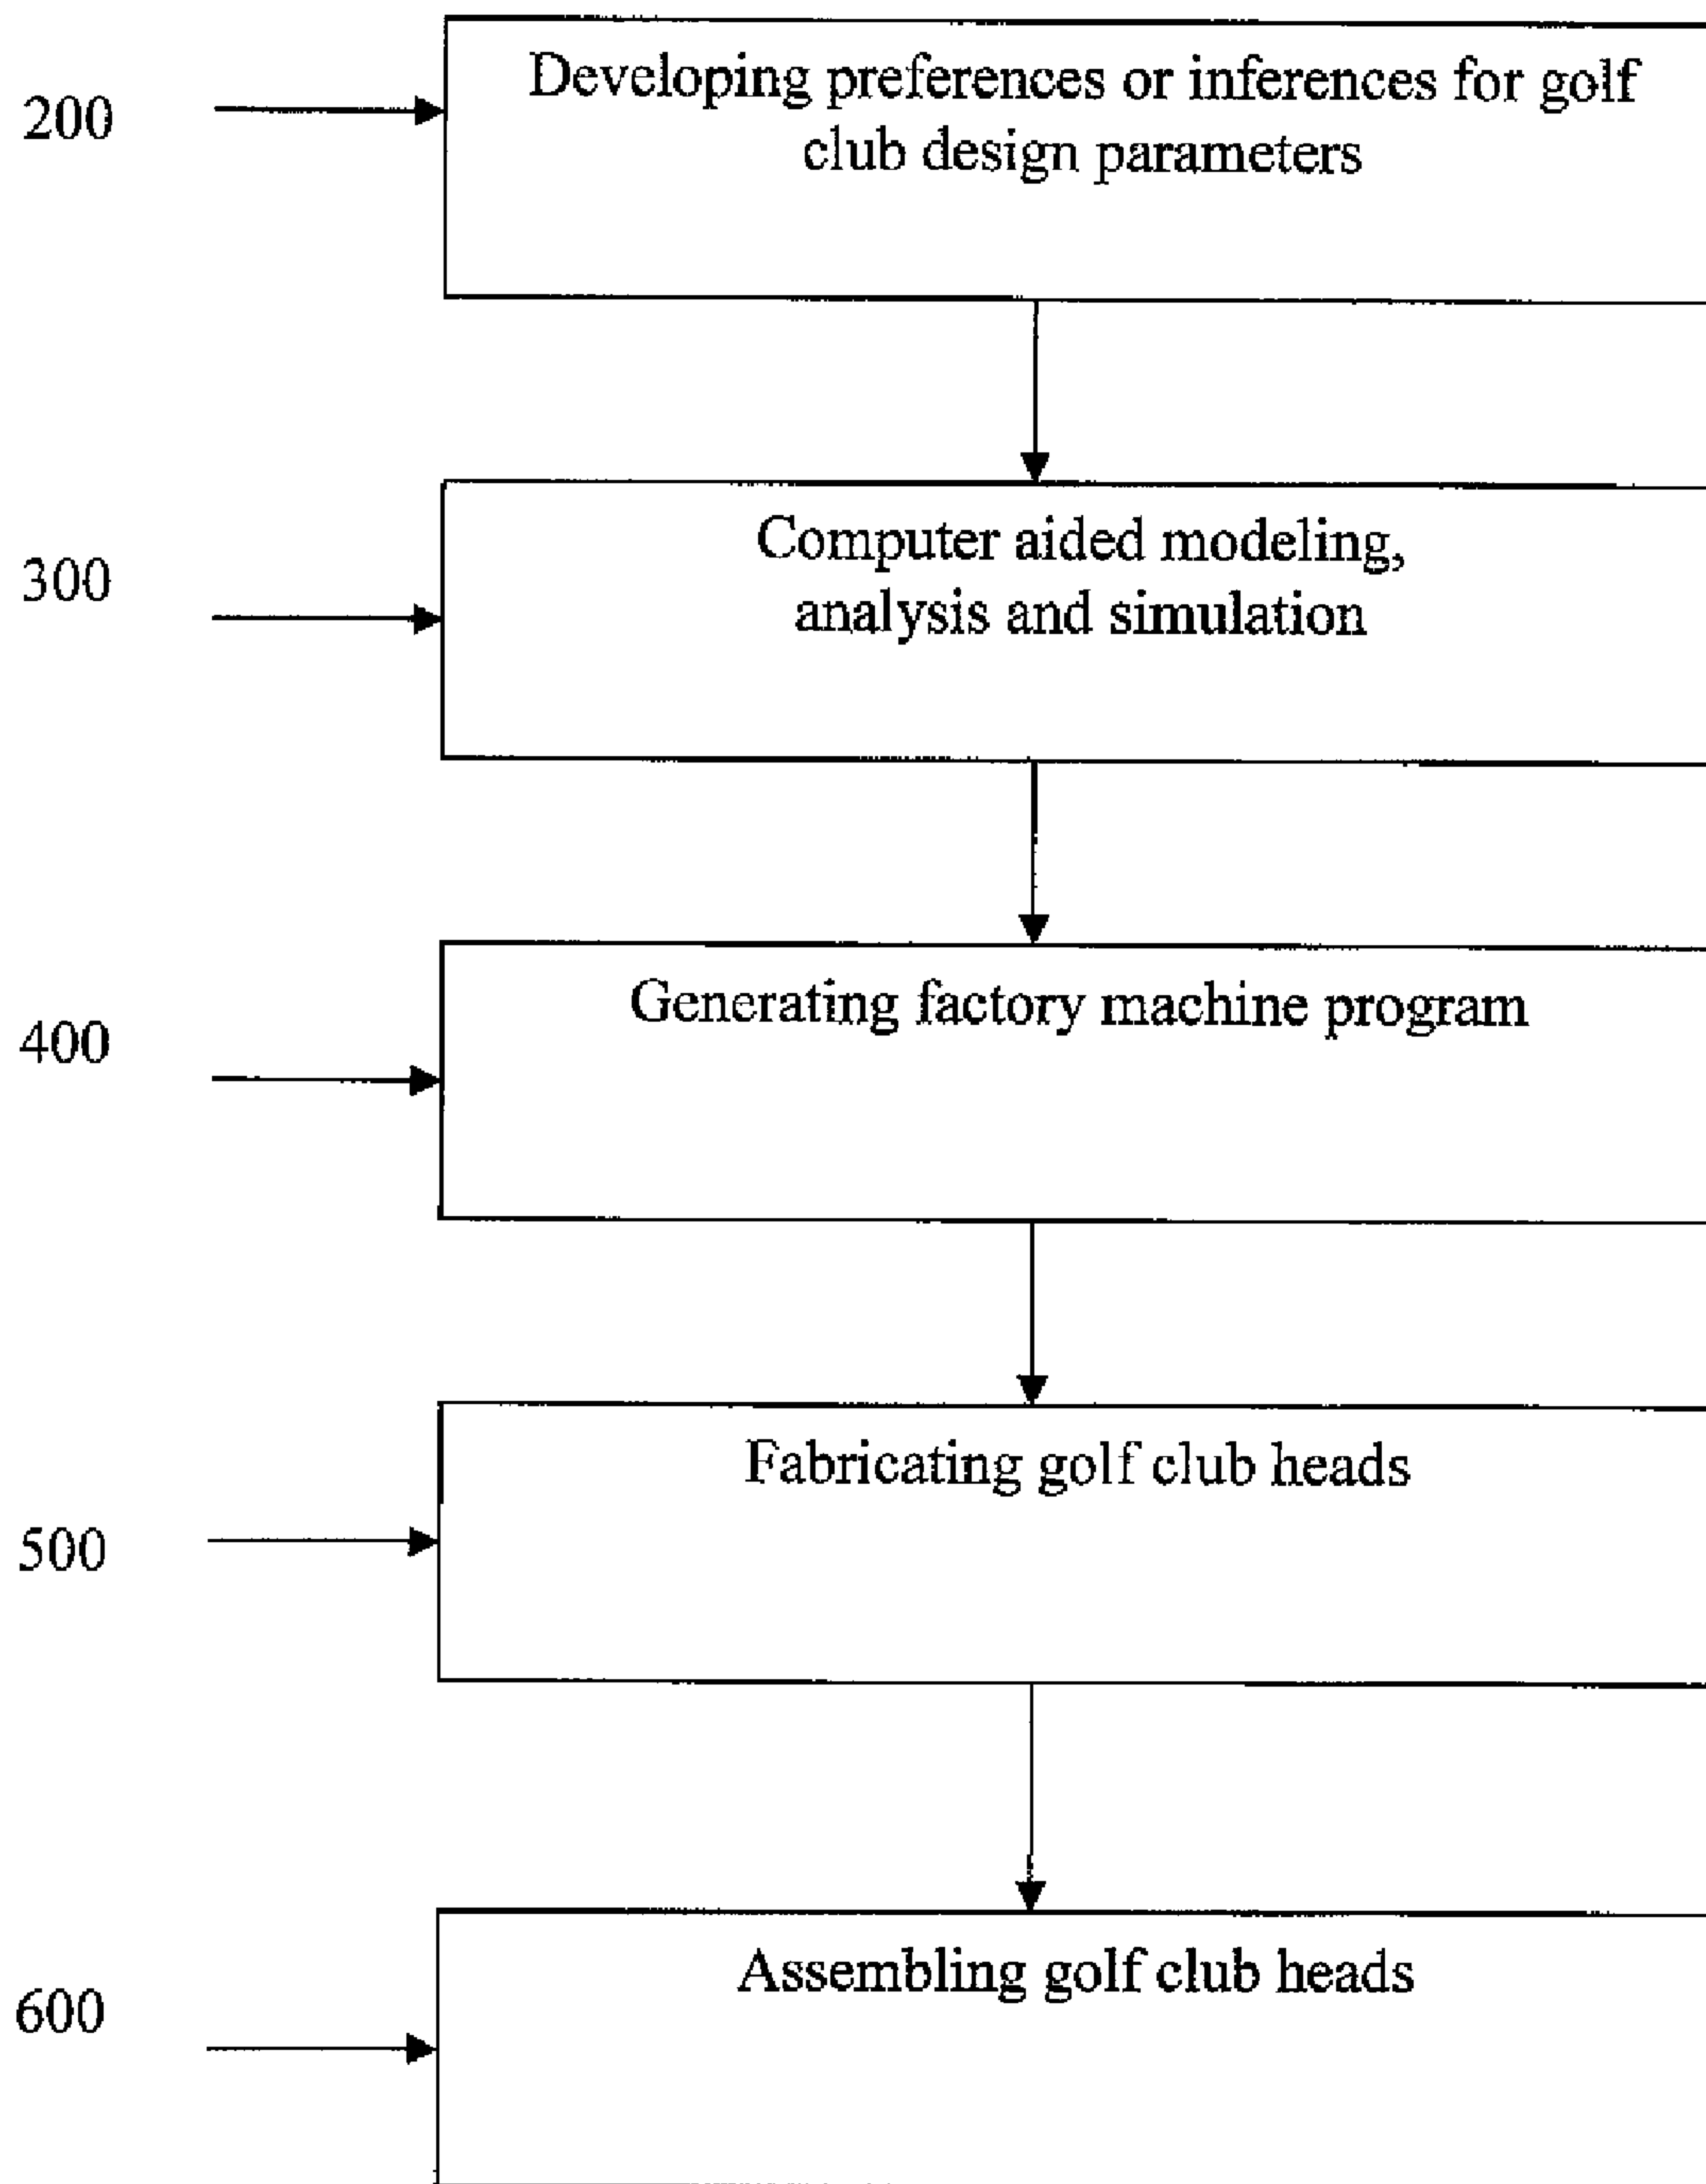 200
Developing preferences or inferences for golf
club design parameters
300
Computer aided modeling,
analysis and simulation
400
Generating factory machine program
500
Fabricating golf club heads
600
Assembling golf club heads